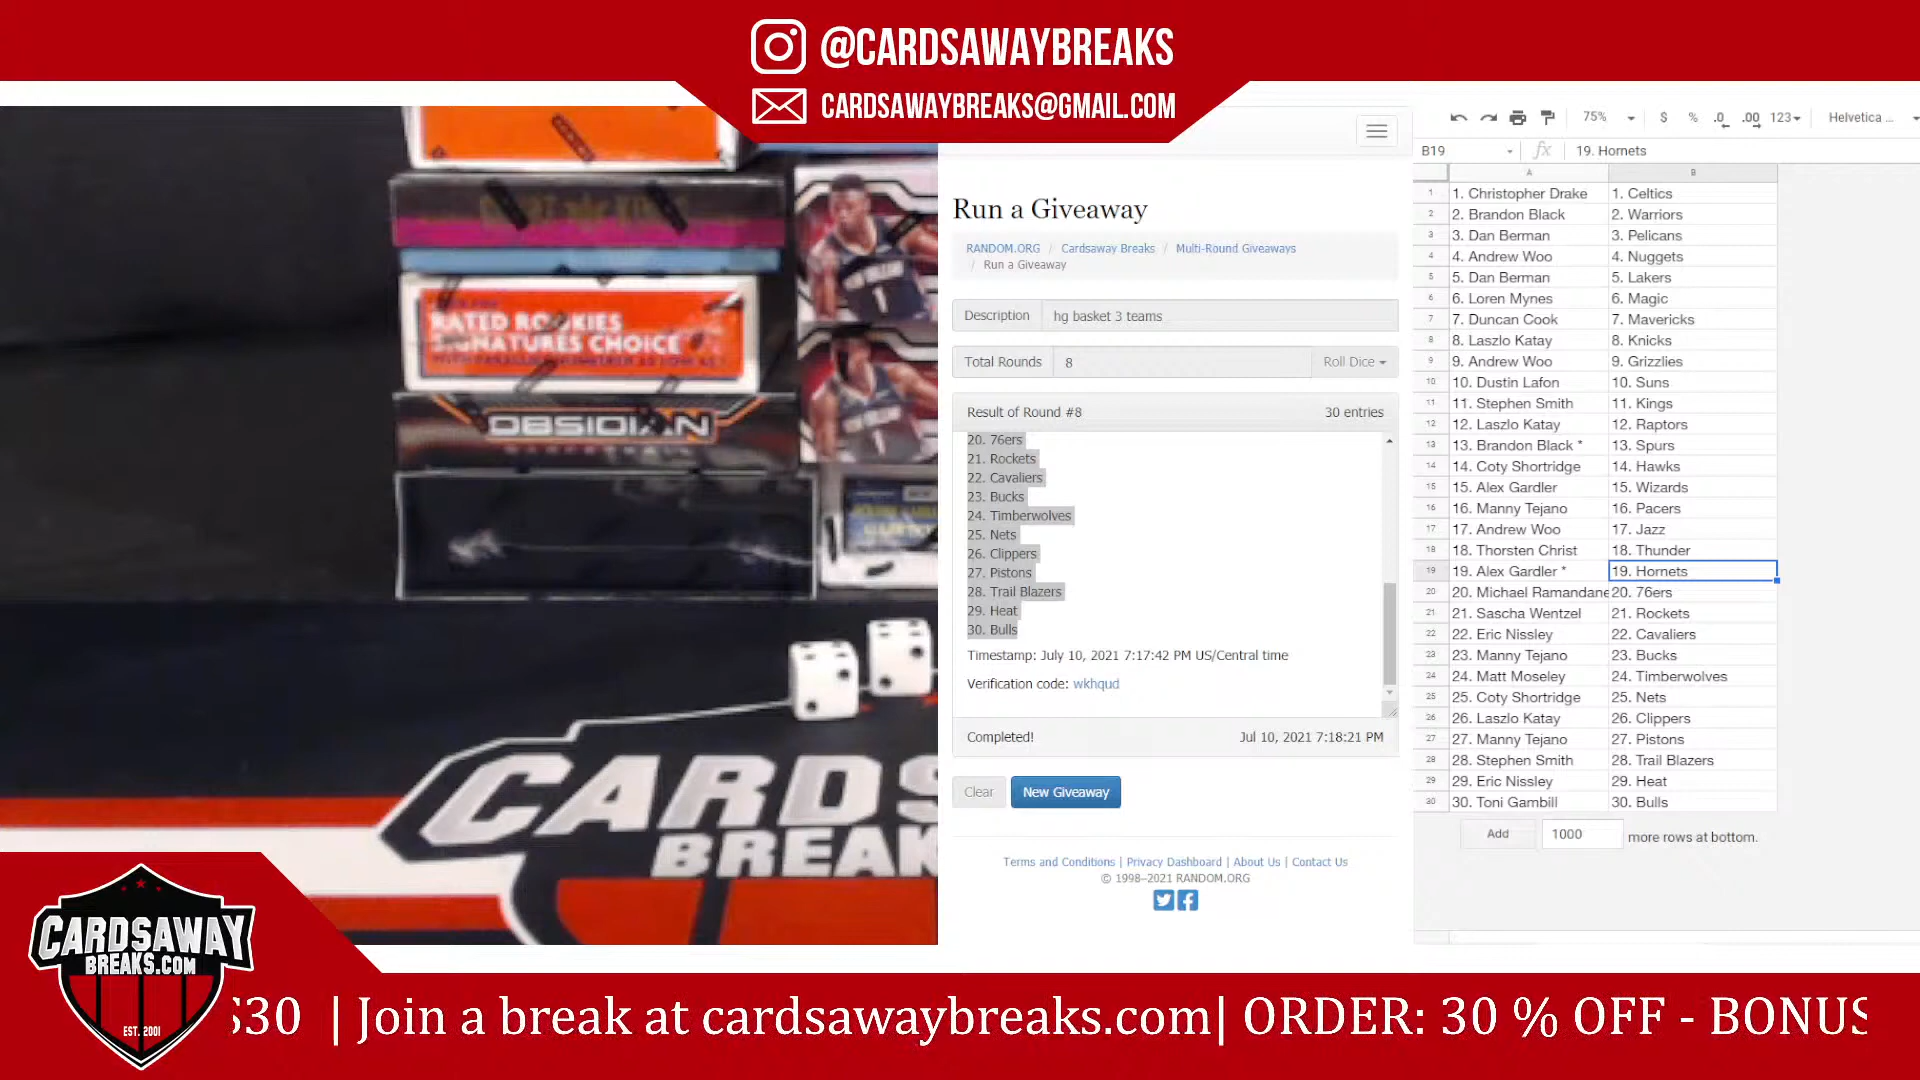 @CARDSAWAYBREAKS
CARDSAWAYBREAKS@GMAIL.COM
RATED ROOKIES
SIGNATURES CHOICE
OBSIDIAN
CARDS
BREAK
Run a Giveaway
RANDOM.ORG / Cardsaway Breaks / Multi-Round Giveaways
/ Run a Giveaway
Description hg basket 3 teams
Total Rounds 8 Roll Dice
Result of Round #8 30 entries
20. 76ers
21. Rockets
22. Cavaliers
23. Bucks
24. Timberwolves
25. Nets
26. Clippers
27. Pistons
28. Trail Blazers
29. Heat
30. Bulls
Timestamp: July 10, 2021 7:17:42 PM US/Central time
Verification code: wkhqud
Completed! Jul 10, 2021 7:18:21 PM
Clear New Giveaway
Terms and Conditions | Privacy Dashboard | About Us | Contact Us
© 1998–2021 RANDOM.ORG
75% $ % .0 .00 123 Helvetica ...
B19 fx 19. Hornets
A B
1 1. Christopher Drake 1. Celtics
2 2. Brandon Black 2. Warriors
3 3. Dan Berman 3. Pelicans
4 4. Andrew Woo 4. Nuggets
5 5. Dan Berman 5. Lakers
6 6. Loren Mynes 6. Magic
7 7. Duncan Cook 7. Mavericks
8 8. Laszlo Katay 8. Knicks
9 9. Andrew Woo 9. Grizzlies
10 10. Dustin Lafon 10. Suns
11 11. Stephen Smith 11. Kings
12 12. Laszlo Katay 12. Raptors
13 13. Brandon Black * 13. Spurs
14 14. Coty Shortridge 14. Hawks
15 15. Alex Gardler 15. Wizards
16 16. Manny Tejano 16. Pacers
17 17. Andrew Woo 17. Jazz
18 18. Thorsten Christ 18. Thunder
19 19. Alex Gardler * 19. Hornets
20 20. Michael Ramandane 20. 76ers
21 21. Sascha Wentzel 21. Rockets
22 22. Eric Nissley 22. Cavaliers
23 23. Manny Tejano 23. Bucks
24 24. Matt Moseley 24. Timberwolves
25 25. Coty Shortridge 25. Nets
26 26. Laszlo Katay 26. Clippers
27 27. Manny Tejano 27. Pistons
28 28. Stephen Smith 28. Trail Blazers
29 29. Eric Nissley 29. Heat
30 30. Toni Gambill 30. Bulls
Add 1000 more rows at bottom.
CARDSAWAY
BREAKS.COM
EST. 2001
$30 | Join a break at cardsawaybreaks.com| ORDER: 30 % OFF - BONUS